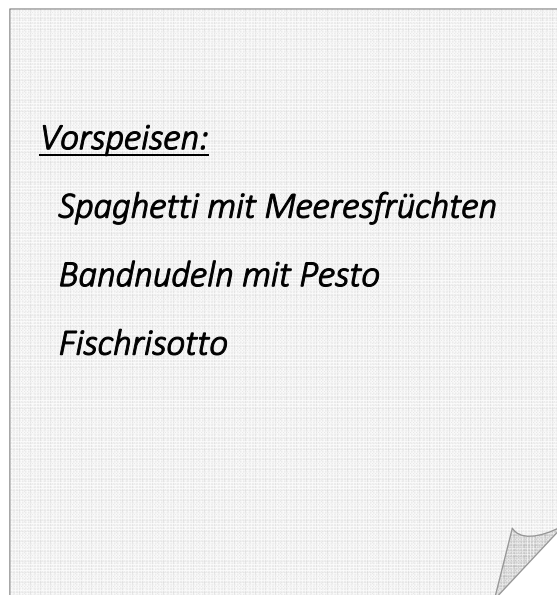 Vorspeisen:
Spaghetti mit Meeresfrüchten
Bandnudeln mit Pesto
Fischrisotto